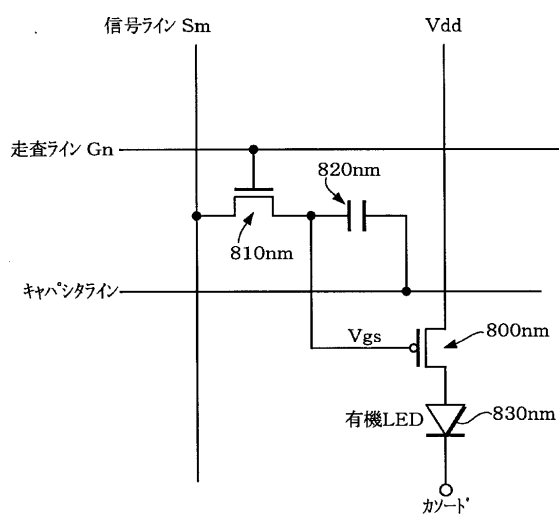 信号ライン Sm
Vdd
走査ライン Gn
820nm
810nm
キャパシタライン
Vgs
800nm
有機LED
830nm
カソード